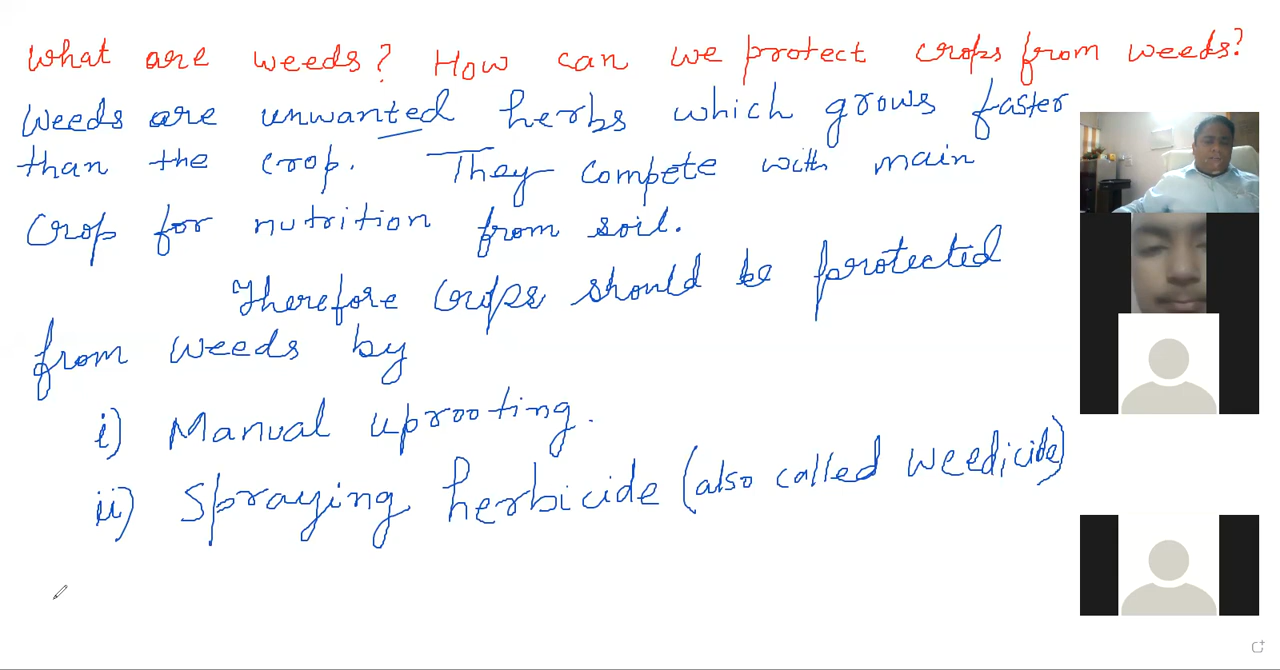 What are weeds? How can we protect crops from weeds?
Weeds are unwanted herbs which grows faster
than the crop. They compete with main
crop for nutrition from soil.
Therefore crops should be protected
from weeds by
i) Manual uprooting.
ii) Spraying herbicide (also called weedicide)